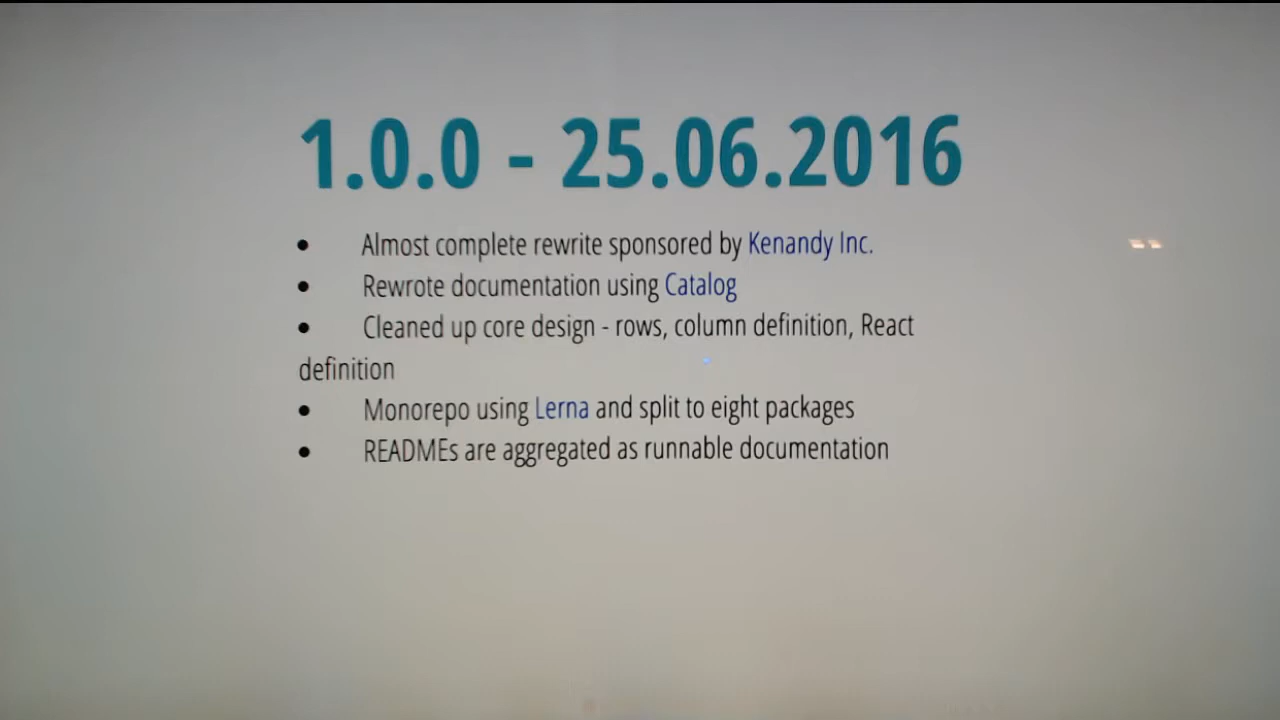 1.0.0 - 25.06.2016
• Almost complete rewrite sponsored by Kenandy Inc.
• Rewrote documentation using Catalog
• Cleaned up core design - rows, column definition, React
definition
• Monorepo using Lerna and split to eight packages
• READMEs are aggregated as runnable documentation